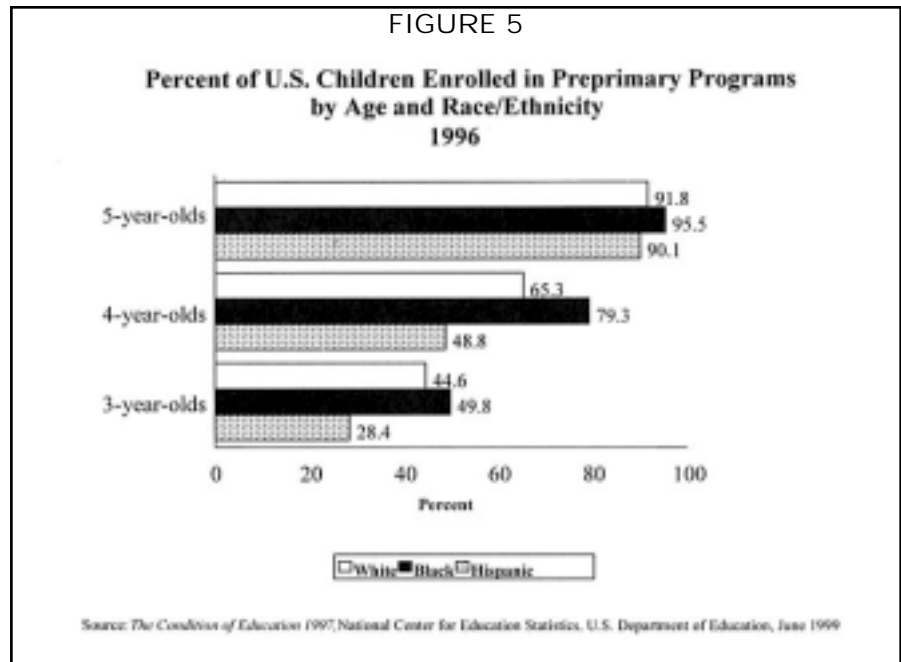 FIGURE 5
Percent of U.S. Children Enrolled in Preprimary Programs
by Age and Race/Ethnicity
1996
5-year-olds
91.8
95.5
90.1
4-year-olds
65.3
79.3
48.8
3-year-olds
44.6
49.8
28.4
0 20 40 60 80 100
Percent
White Black Hispanic
Source: The Condition of Education 1997, National Center for Education Statistics, U.S. Department of Education, June 1999